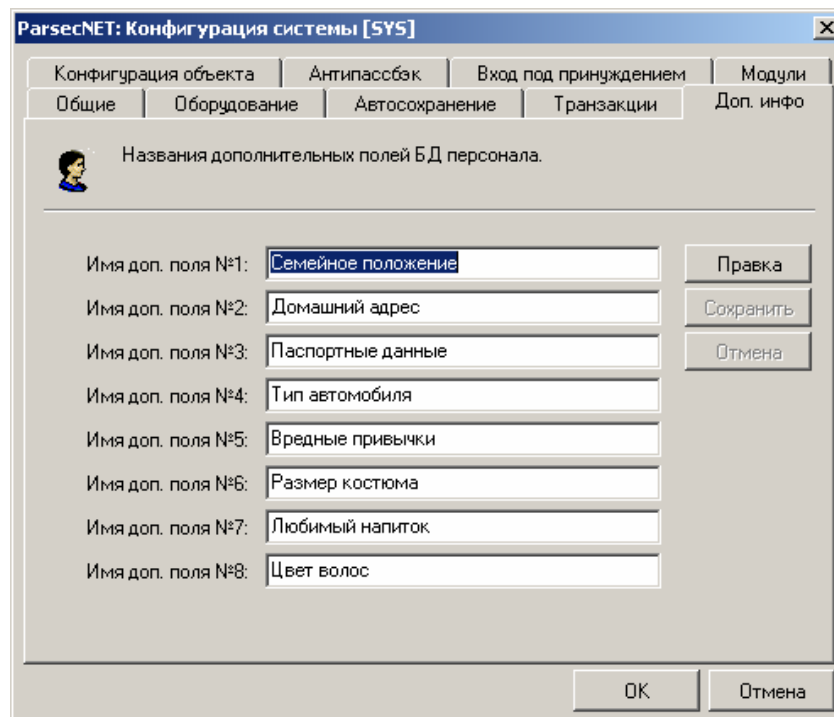 ParsecNET: Конфигурация системы [SYS]
Конфигурация объекта Антипассбэк Вход под принуждением Модули
Общие Оборудование Автосохранение Транзакции Доп. инфо
Названия дополнительных полей БД персонала.
Имя доп. поля №1: Семейное положение Правка
Имя доп. поля №2: Домашний адрес Сохранить
Имя доп. поля №3: Паспортные данные Отмена
Имя доп. поля №4: Тип автомобиля
Имя доп. поля №5: Вредные привычки
Имя доп. поля №6: Размер костюма
Имя доп. поля №7: Любимый напиток
Имя доп. поля №8: Цвет волос
OK Отмена